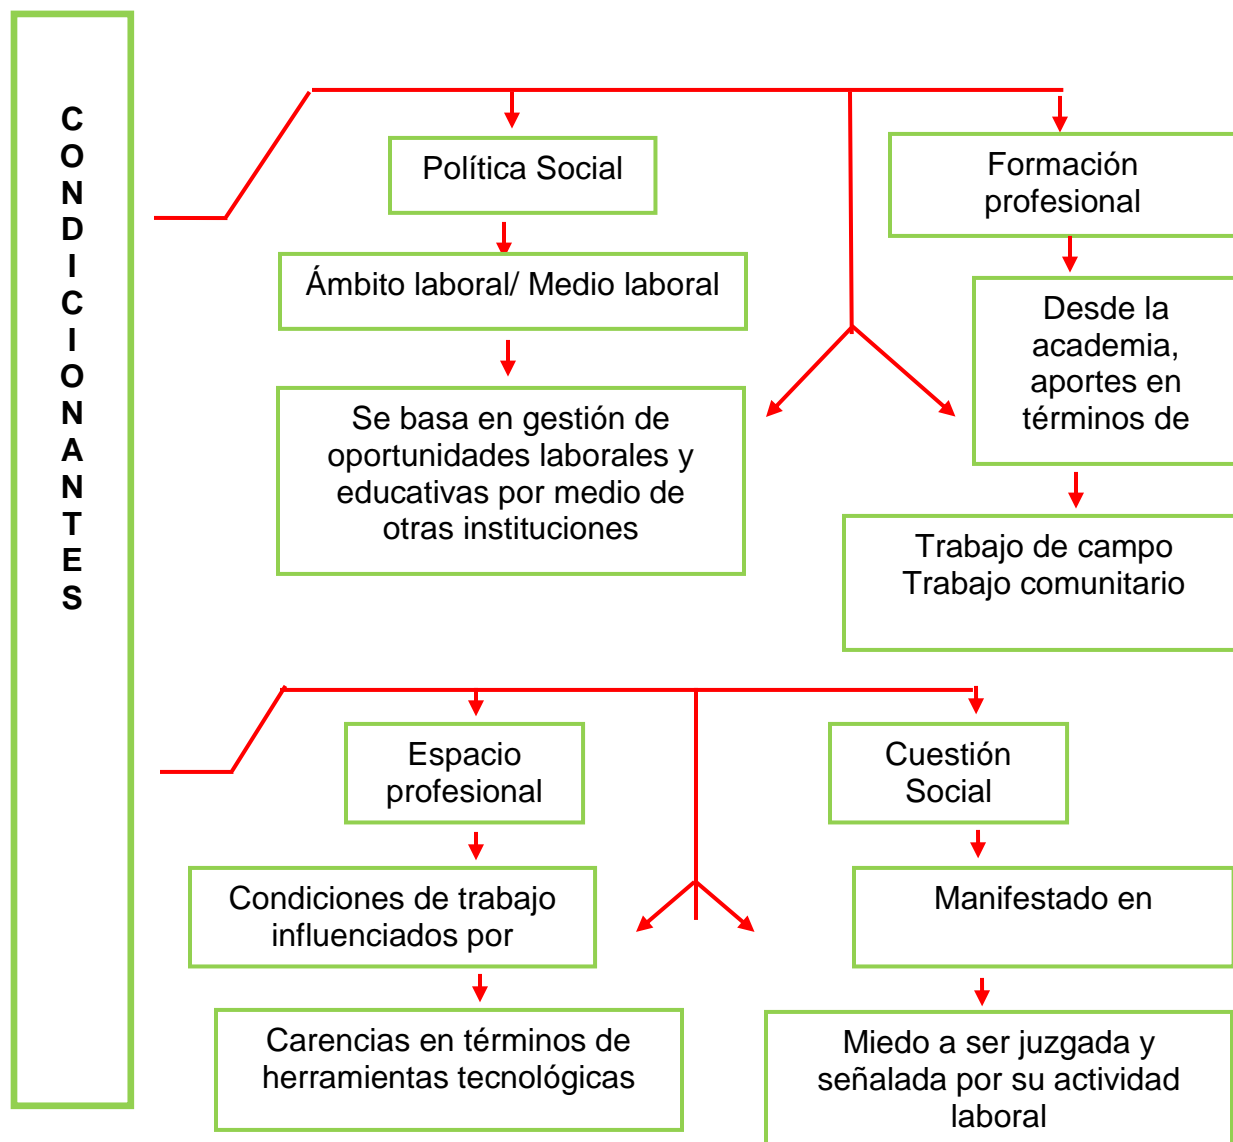 CONDICIONANTES
Política Social
Ámbito laboral/ Medio laboral
Se basa en gestión de
oportunidades laborales y
educativas por medio de
otras instituciones
Formación
profesional
Desde la
academia,
aportes en
términos de
Trabajo de campo
Trabajo comunitario
Espacio
profesional
Condiciones de trabajo
influenciados por
Carencias en términos de
herramientas tecnológicas
Cuestión
Social
Manifestado en
Miedo a ser juzgada y
señalada por su actividad
laboral